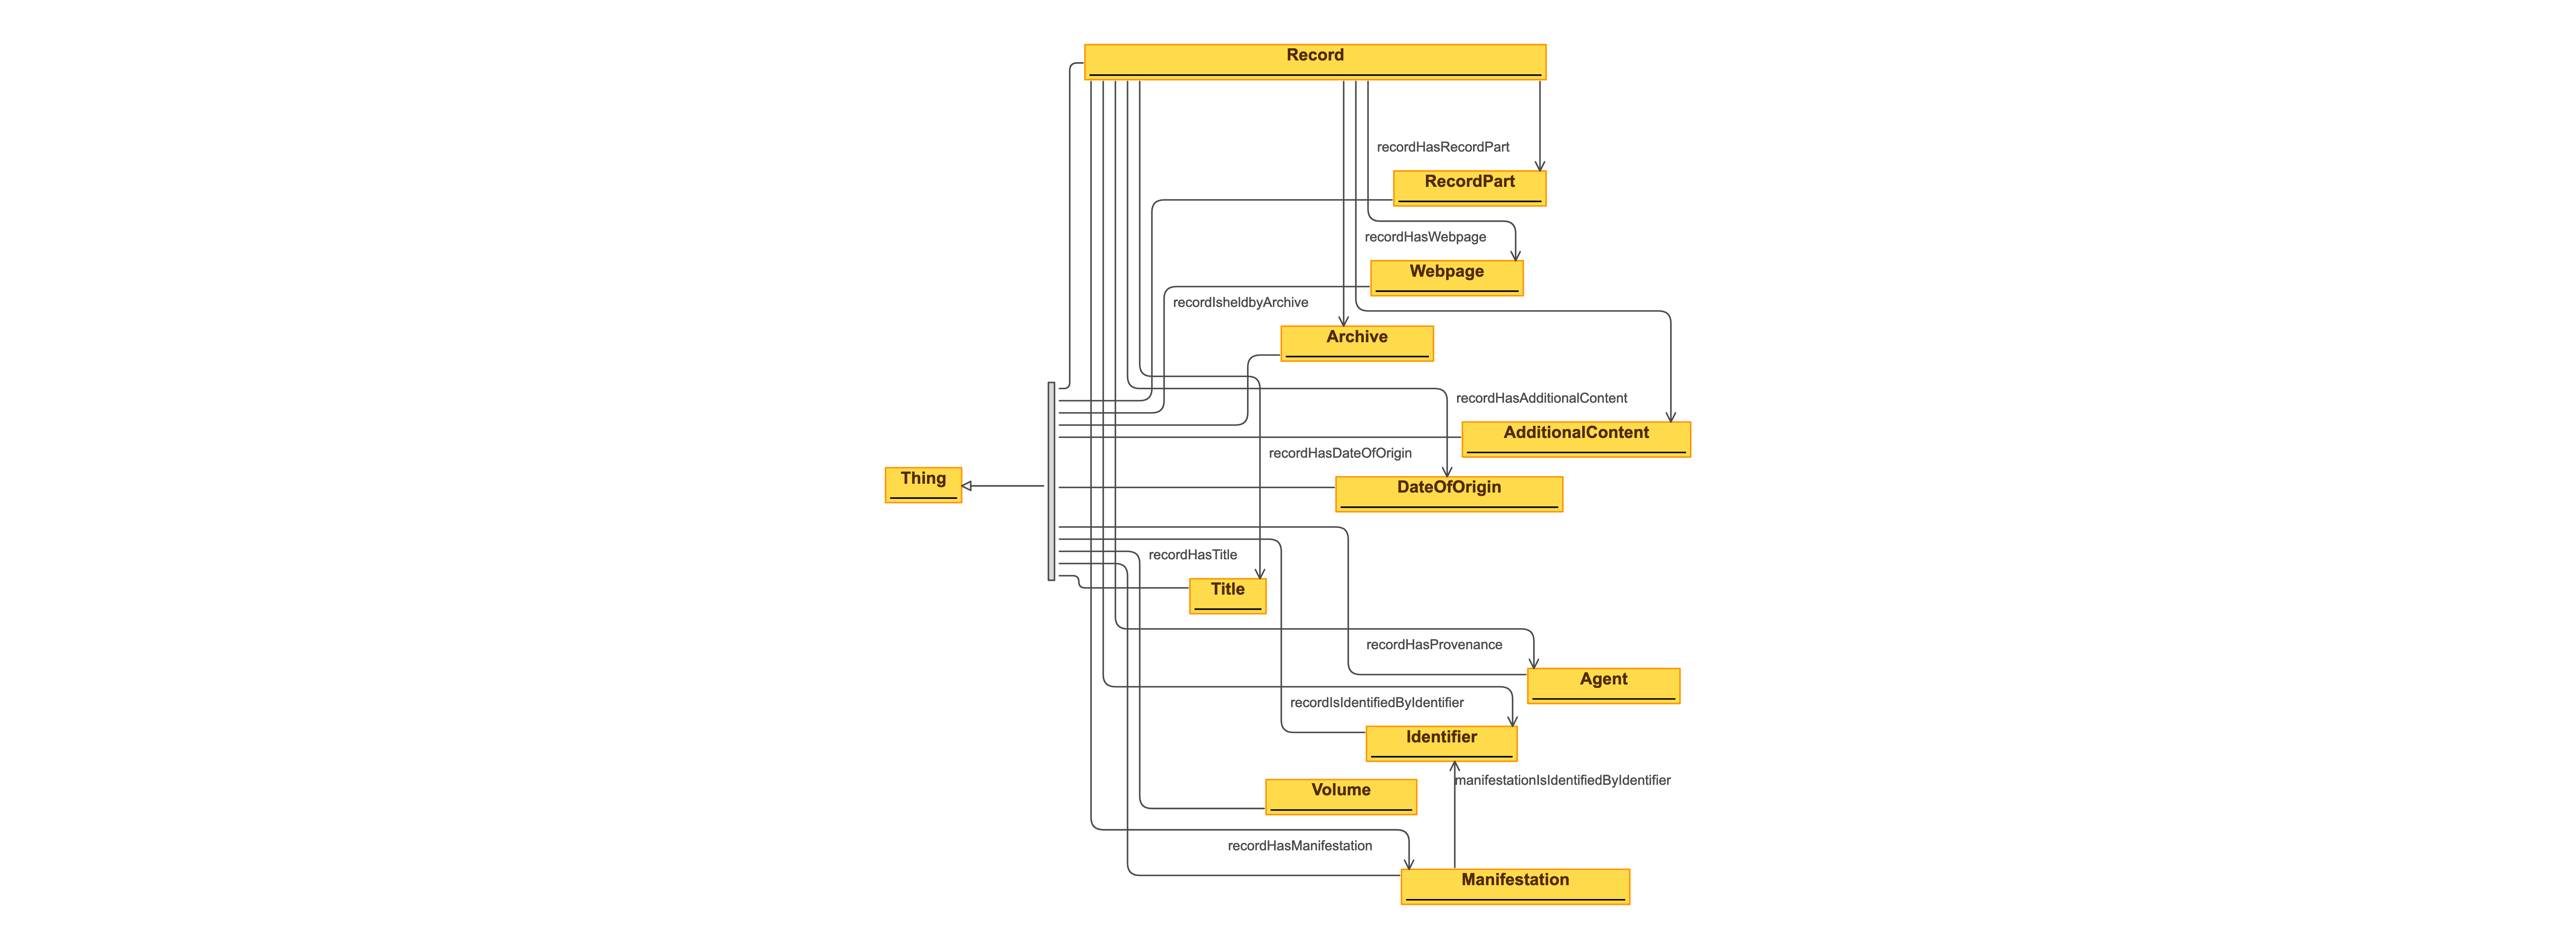 Record
recordHasRecordPart
RecordPart
recordHasWebpage
Webpage
recordIsheldbyArchive
Archive
recordHasAdditionalContent
AdditionalContent
recordHasDateOfOrigin
Thing
DateOfOrigin
recordHasTitle
Title
recordHasProvenance
Agent
recordIsIdentifiedByIdentifier
Identifier
manifestationIsIdentifiedByIdentifier
Volume
recordHasManifestation
Manifestation